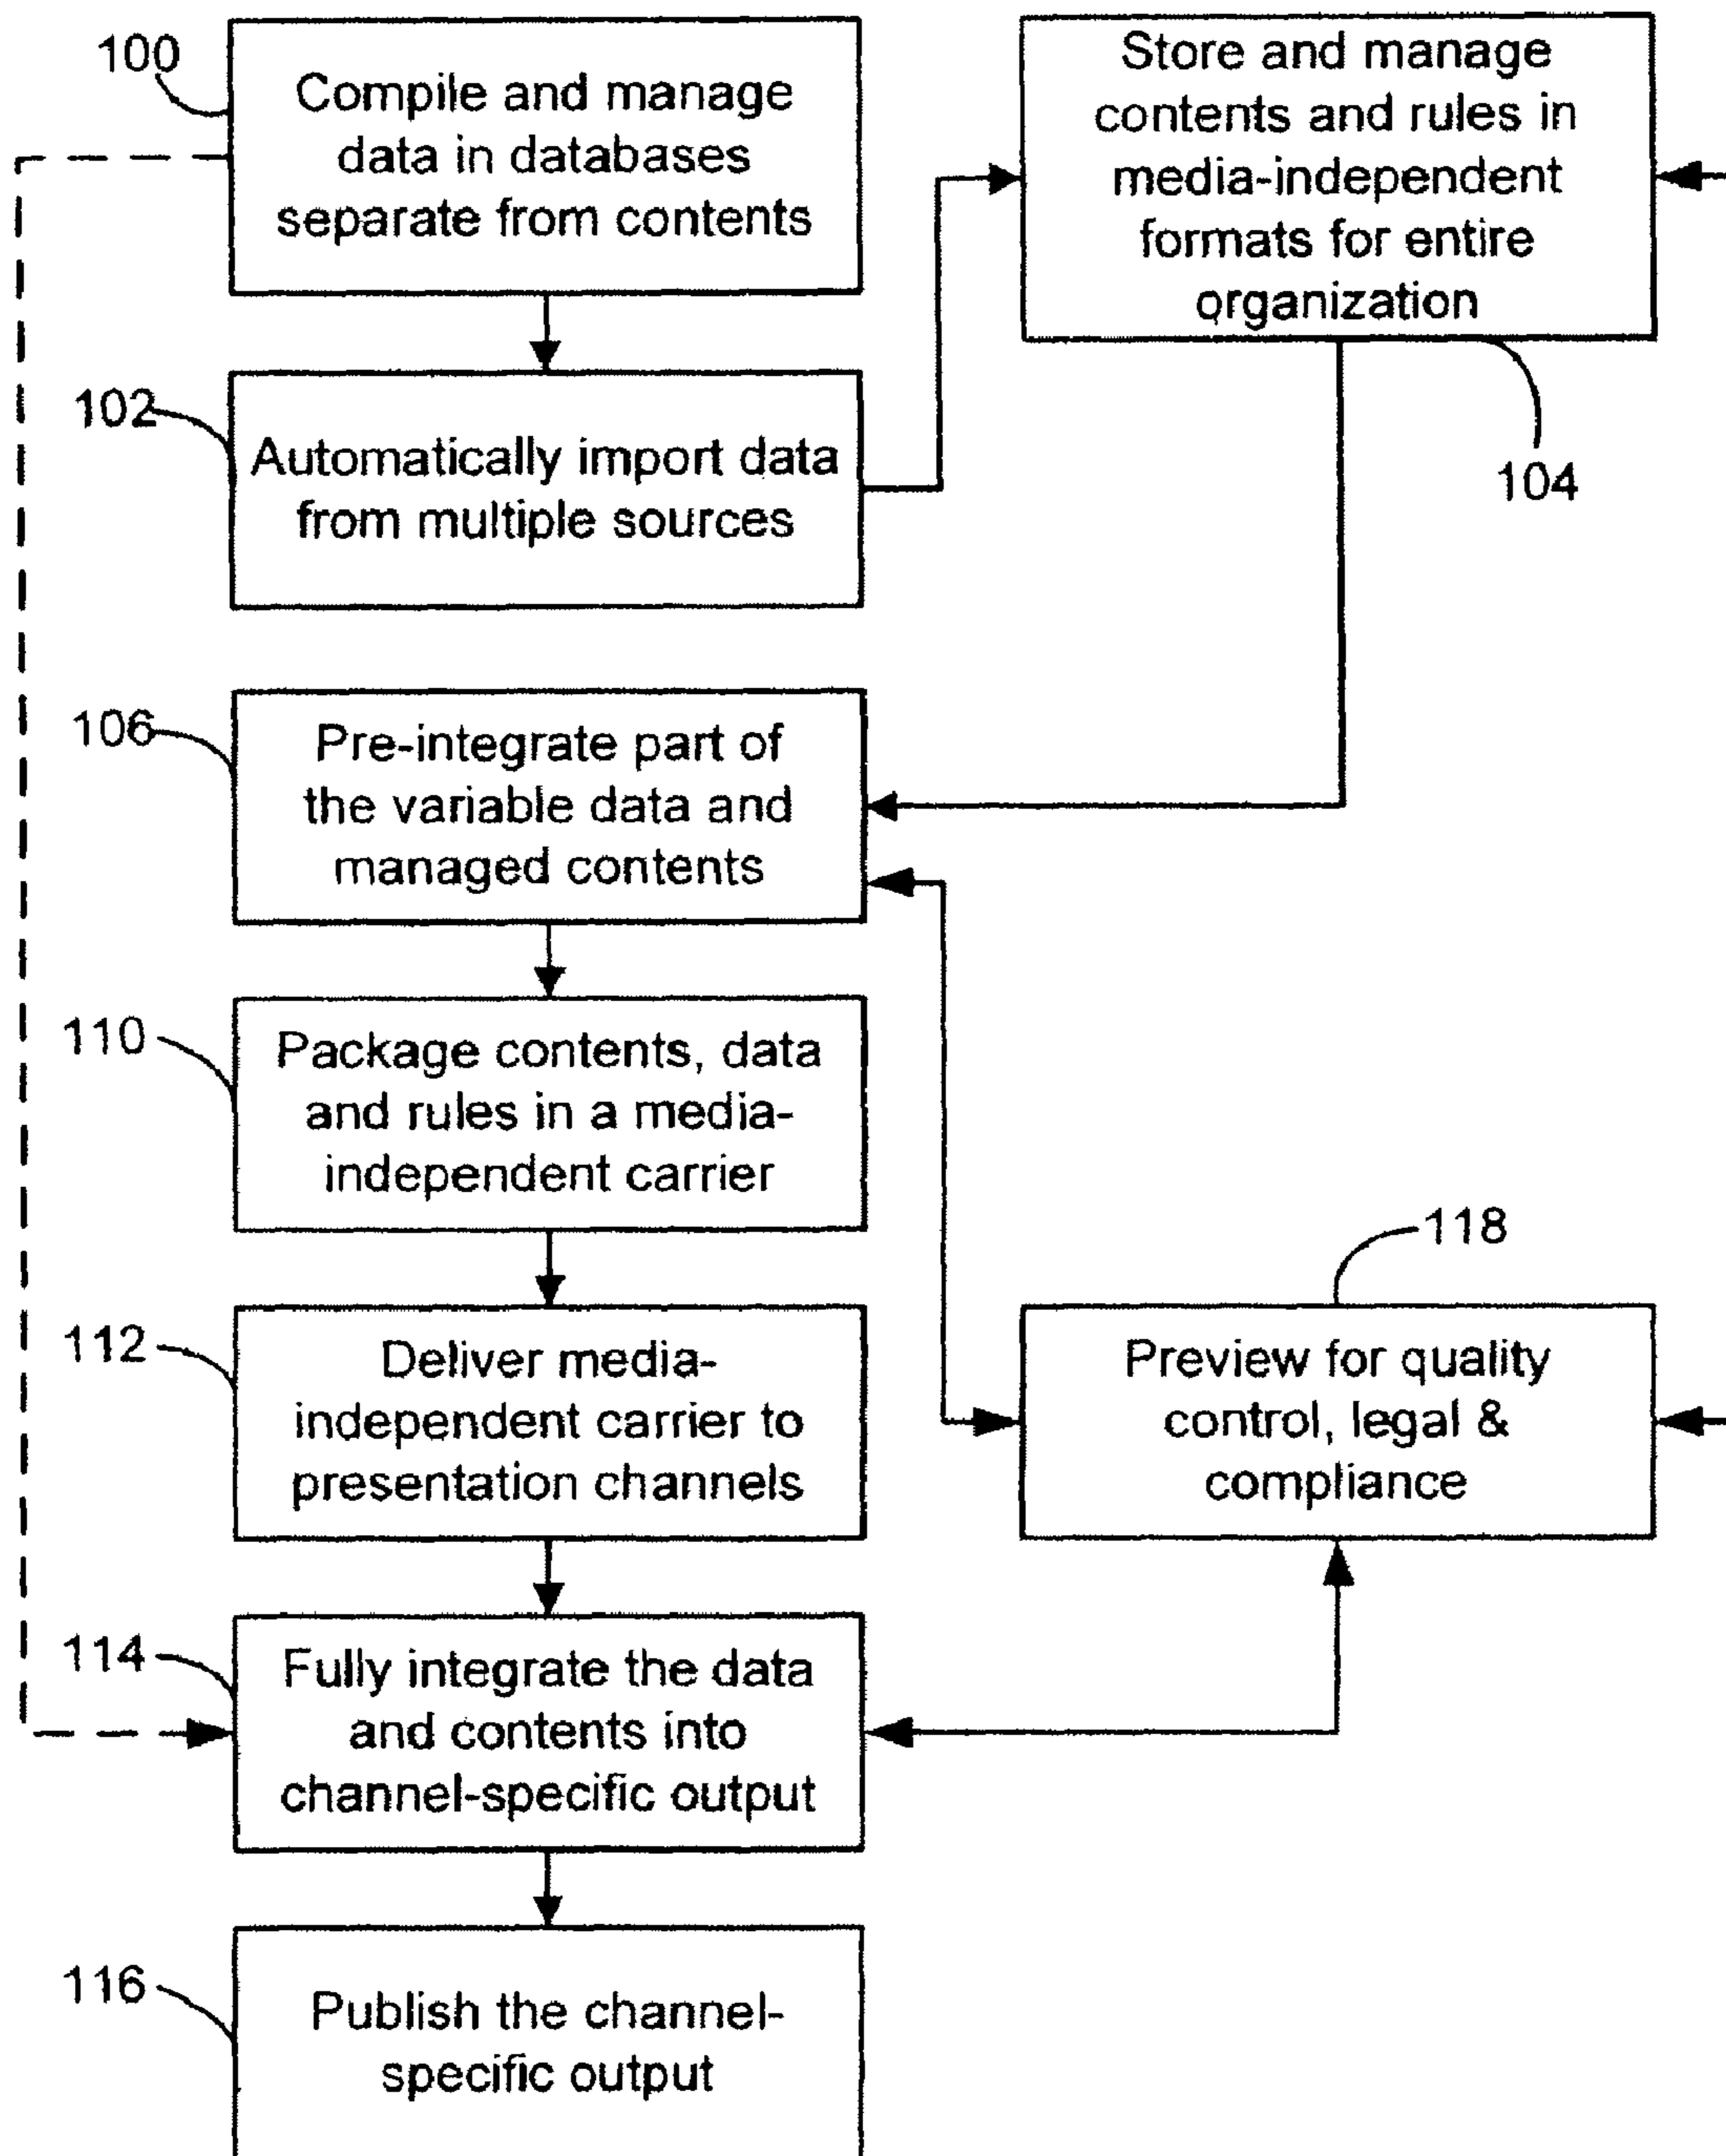 100
Compile and manage
data in databases
separate from contents
Store and manage
contents and rules in
media-independent
formats for entire
organization
104
102
Automatically import data
from multiple sources
106
Pre-integrate part of
the variable data and
managed contents
110
Package contents, data
and rules in a media-
independent carrier
112
Deliver media-
independent carrier to
presentation channels
118
Preview for quality
control, legal &
compliance
114
Fully integrate the data
and contents into
channel-specific output
116
Publish the channel-
specific output